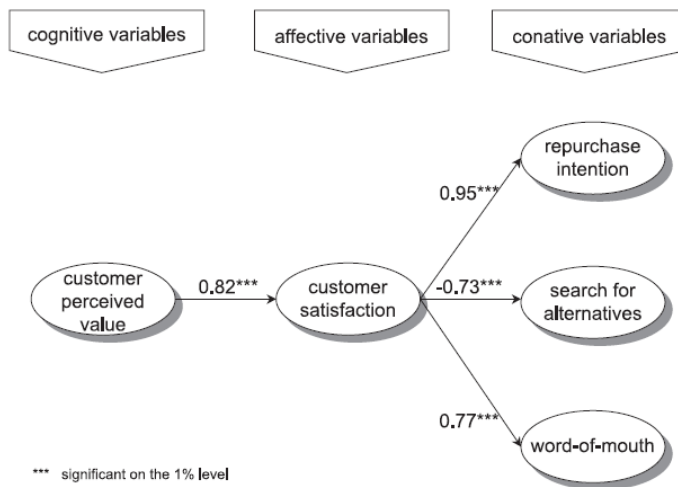 cognitive variables
affective variables
conative variables
repurchase
intention
0.95***
customer
perceived
value
0.82***
customer
satisfaction
-0.73***
search for
alternatives
0.77***
word-of-mouth
*** significant on the 1% level